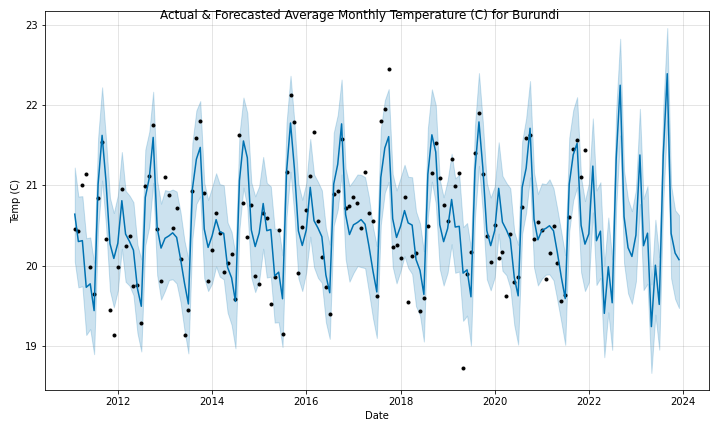 Actual & Forecasted Average Monthly Temperature (C) for Burundi
23
22
21
20
19
Temp (C)
2012 2014 2016 2018 2020 2022 2024
Date